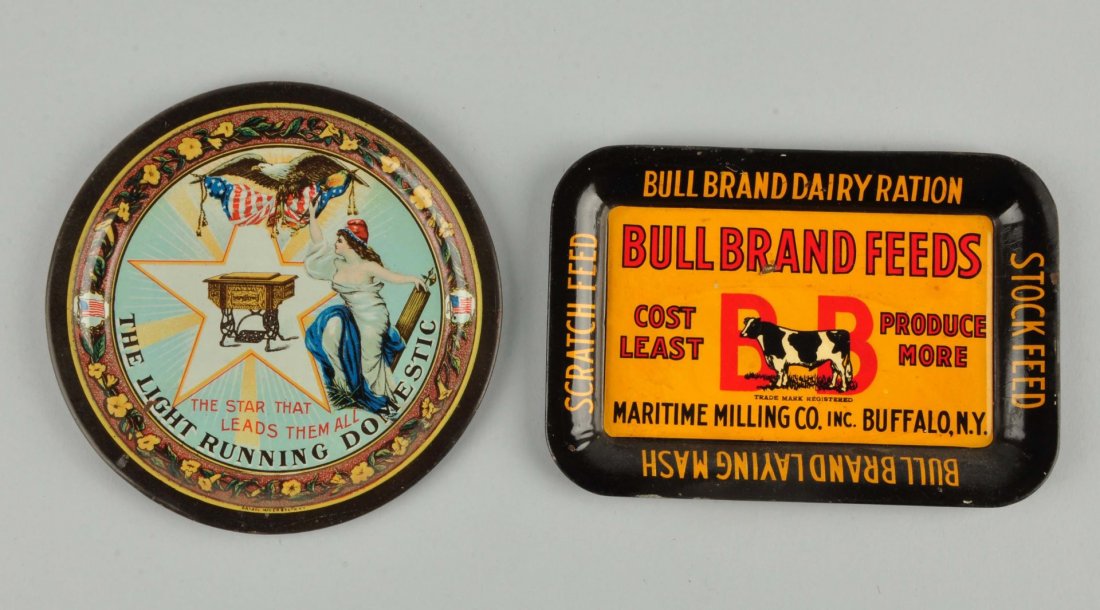 THE STAR THAT
LEADS THEM ALL
THE LIGHT RUNNING DOMESTIC
BULL BRAND DAIRY RATION
SCRATCH FEED
STOCK FEED
BULL BRAND FEEDS
COST
LEAST
B B
PRODUCE
MORE
TRADE MARK REGISTERED
MARITIME MILLING CO. INC. BUFFALO, N.Y.
BULL BRAND LAYING MASH